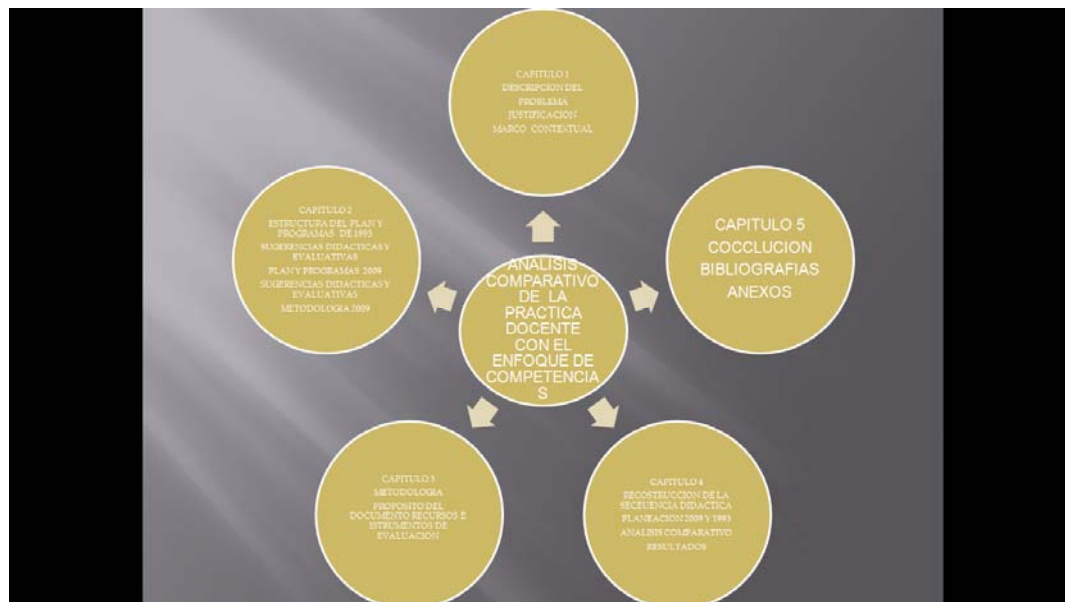 CAPITULO 1
DESCRIPCION DEL
PROBLEMA
JUSTIFICACION
MARCO CONTEXTUAL
CAPITULO 2
ESTRUCTURA DEL PLAN Y
PROGRAMAS DE 1993
SUGERENCIAS DIDACTICAS Y
EVALUATIVAS
PLAN Y PROGRAMAS 2009
SUGERENCIAS DIDACTICAS Y
EVALUATIVAS
METODOLOGIA 2009
CAPITULO 5
COCCLUCION
BIBLIOGRAFIAS
ANEXOS
ANALISIS
COMPARATIVO
DE LA
PRACTICA
DOCENTE
CON EL
ENFOQUE DE
COMPETENCIA
S
CAPITULO 3
METODOLOGIA
PROPOSITO DEL
DOCUMENTO RECURSOS E
ISTRUMENTOS DE
EVALUACIÓN
CAPITULO 4
RECOSTRUCCION DE LA
SECEUENCIA DIDACTICA
PLANEACION 2009 Y 1993
ANALISIS COMPARATIVO
RESULTADOS